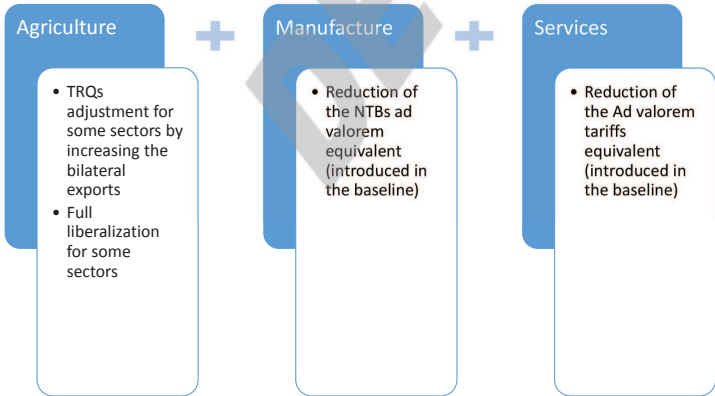 Agriculture
• TRQs
adjustment for
some sectors by
increasing the
bilateral
exports
• Full
liberalization
for some
sectors
Manufacture
• Reduction of
the NTBs ad
valorem
equivalent
(introduced in
the baseline)
Services
• Reduction of
the Ad valorem
tariffs
equivalent
(introduced in
the baseline)